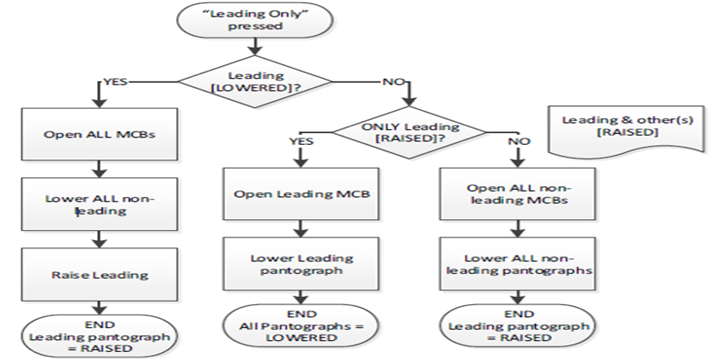 “Leading Only”
pressed
Leading
[LOWERED]?
YES
NO
Open ALL MCBs
Lower ALL non-
leading
Raise Leading
END
Leading pantograph
= RAISED
ONLY Leading
[RAISED]?
YES
NO
Open Leading MCB
Lower Leading
pantograph
END
All Pantographs =
LOWERED
Open ALL non-
leading MCBs
Lower ALL non-
leading pantographs
END
Leading pantograph
= RAISED
Leading & other(s)
[RAISED]